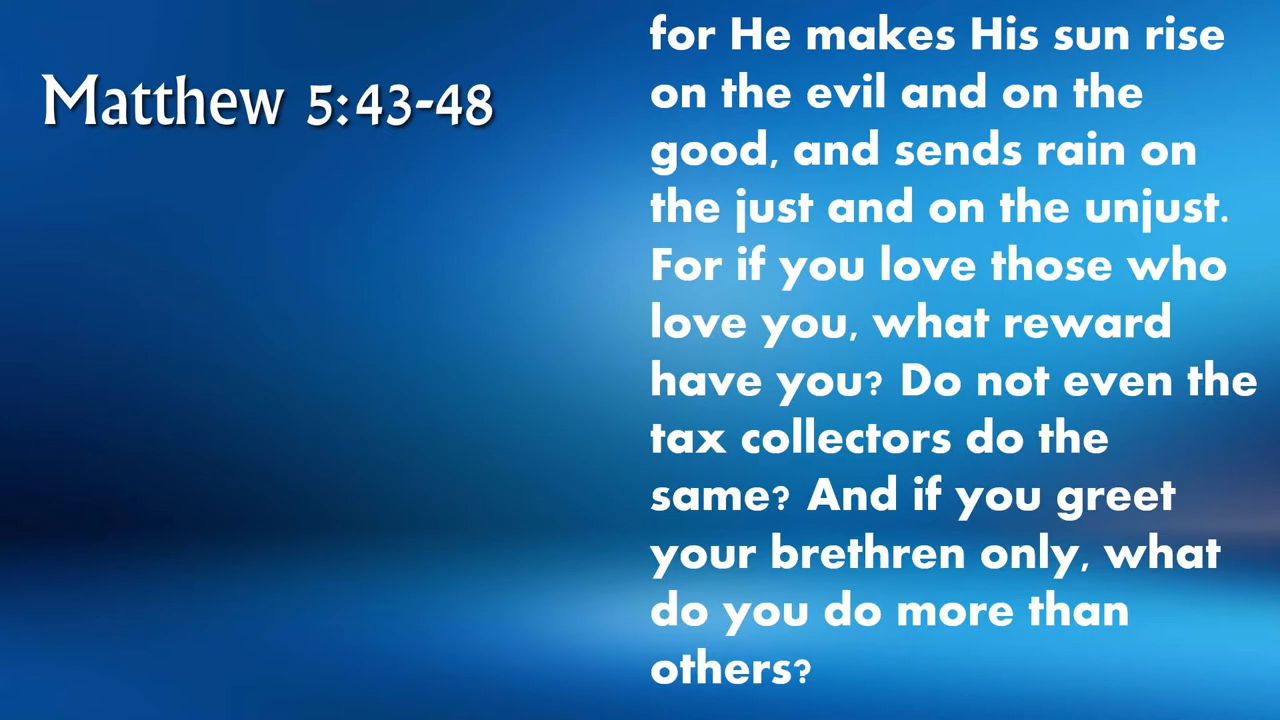 Matthew 5:43-48
for He makes His sun rise
on the evil and on the
good, and sends rain on
the just and on the unjust.
For if you love those who
love you, what reward
have you? Do not even the
tax collectors do the
same? And if you greet
your brethren only, what
do you do more than
others?